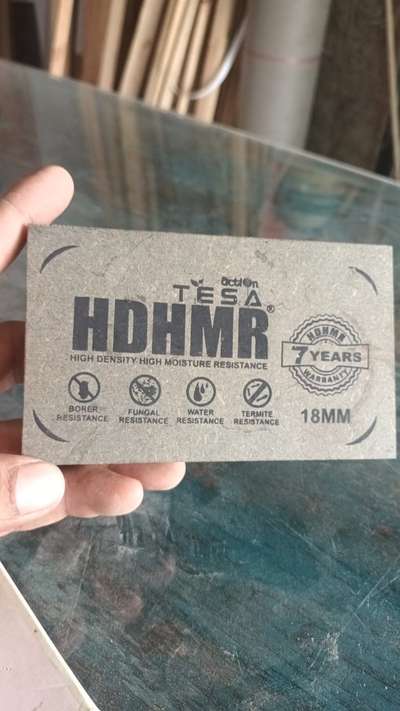 action
TESA
HDHMR®
HIGH DENSITY HIGH MOISTURE RESISTANCE
HDHMR
7 YEARS
WARRANTY
BORER RESISTANCE
FUNGAL RESISTANCE
WATER RESISTANCE
TERMITE RESISTANCE
18MM